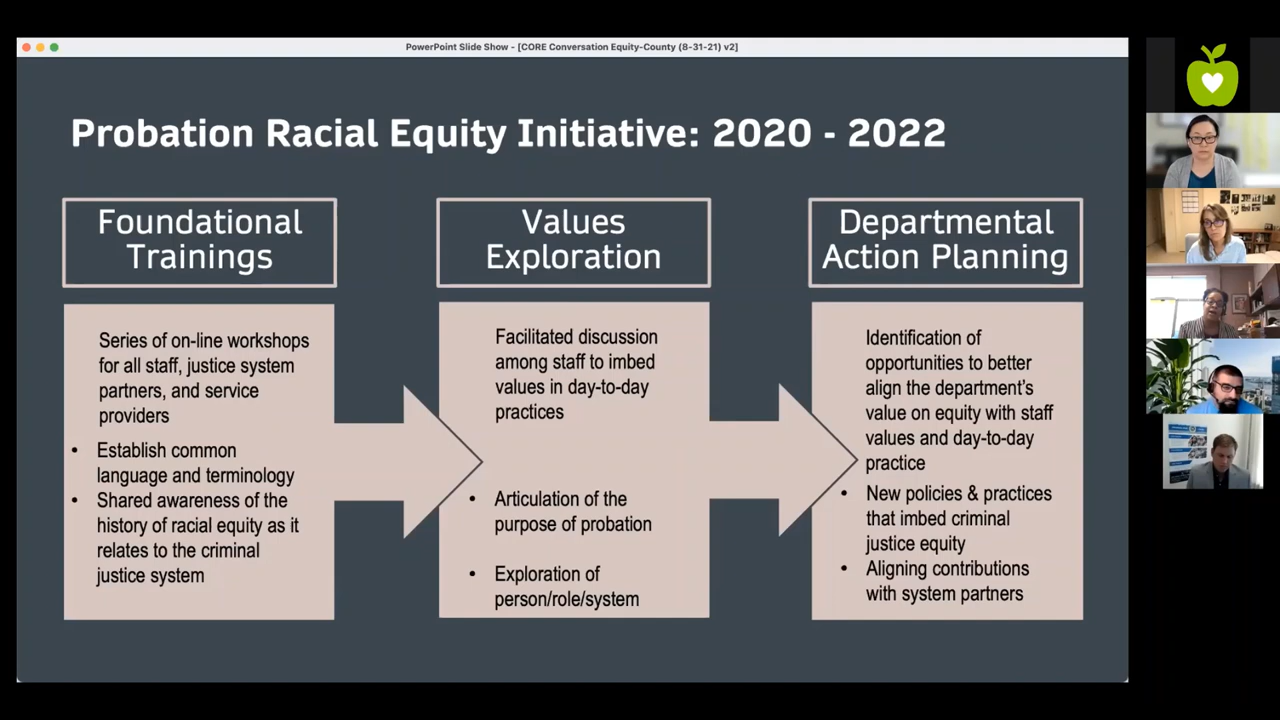 PowerPoint Slide Show - [CORE Conversation Equity-County (8-31-21) v2]
Probation Racial Equity Initiative: 2020 - 2022
Foundational
Trainings
Series of on-line workshops
for all staff, justice system
partners, and service
providers
• Establish common
language and terminology
• Shared awareness of the
history of racial equity as it
relates to the criminal
justice system
Values
Exploration
Facilitated discussion
among staff to imbed
values in day-to-day
practices
• Articulation of the
purpose of probation
• Exploration of
person/role/system
Departmental
Action Planning
Identification of
opportunities to better
align the department's
value on equity with staff
values and day-to-day
practice
• New policies & practices
that imbed criminal
justice equity
• Aligning contributions
with system partners